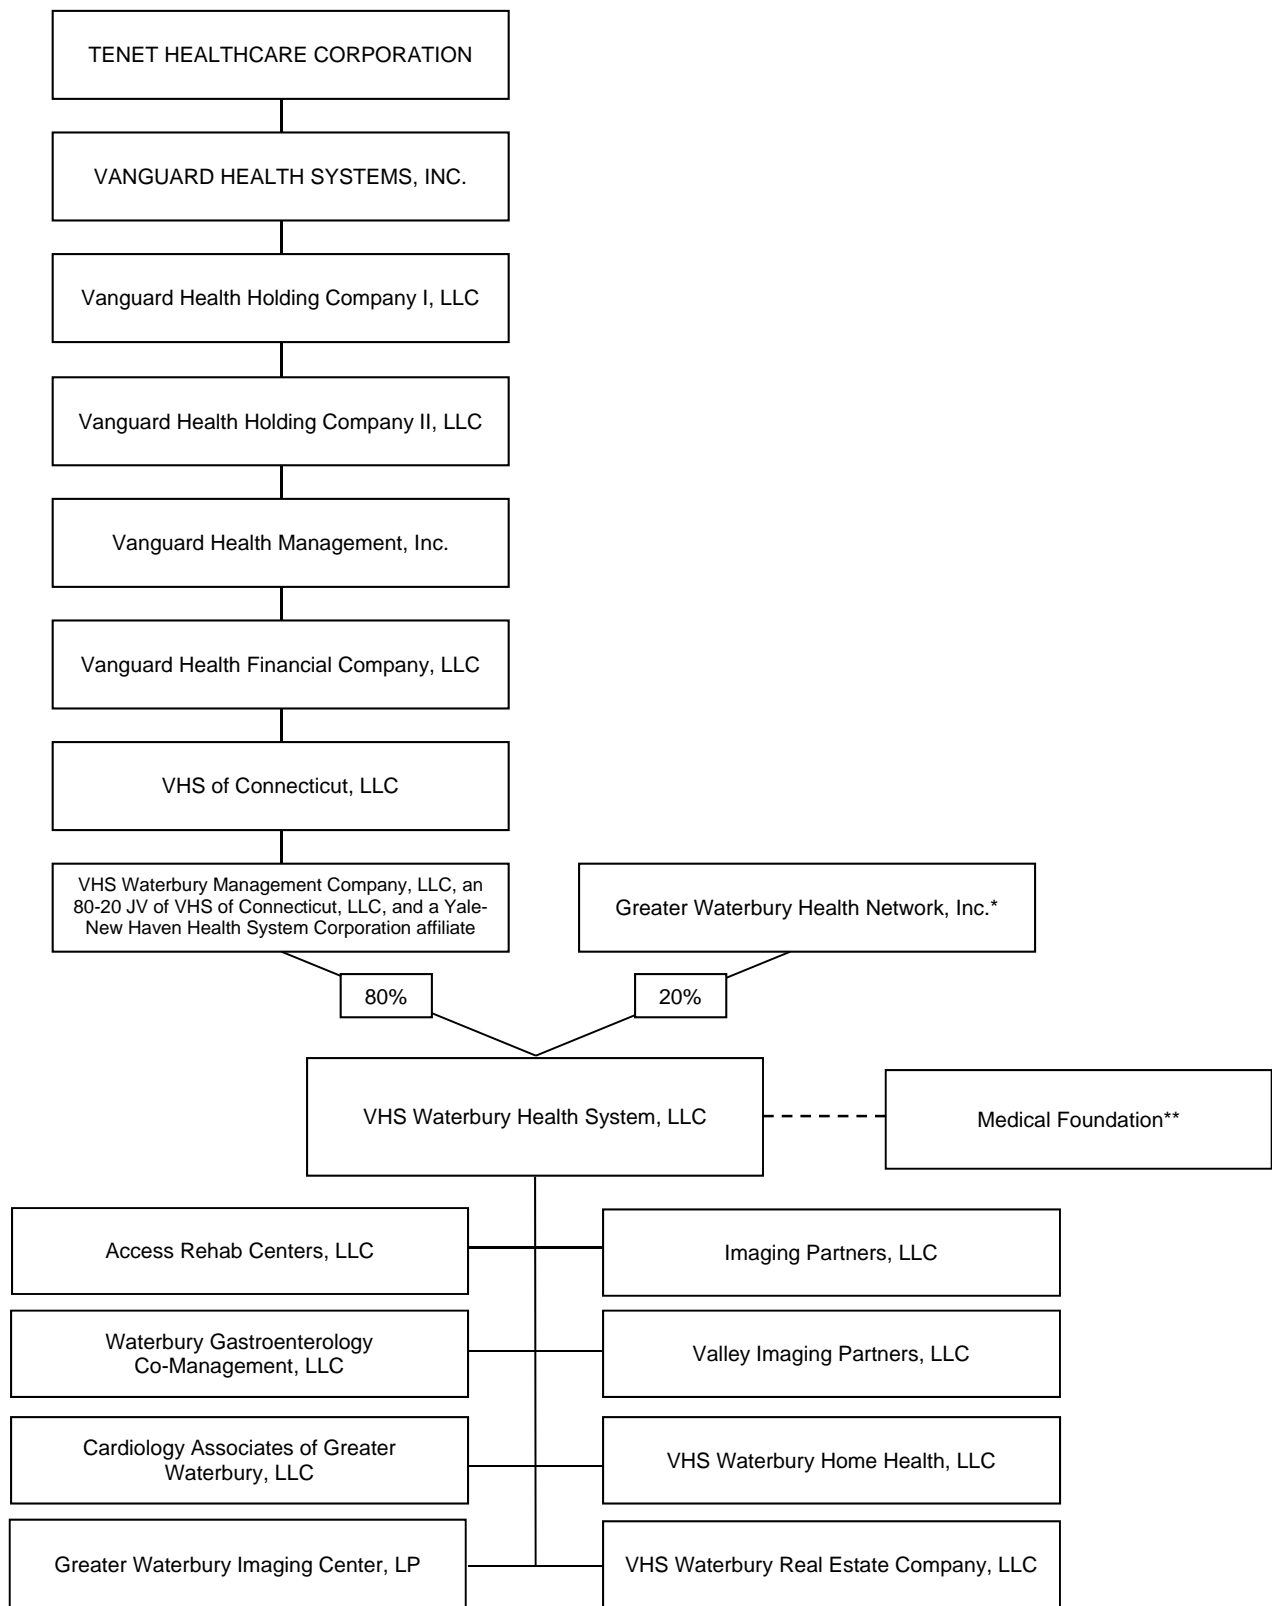 TENET HEALTHCARE CORPORATION
VANGUARD HEALTH SYSTEMS, INC.
Vanguard Health Holding Company I, LLC
Vanguard Health Holding Company II, LLC
Vanguard Health Management, Inc.
Vanguard Health Financial Company, LLC
VHS of Connecticut, LLC
VHS Waterbury Management Company, LLC, an
80-20 JV of VHS of Connecticut, LLC, and a Yale-
New Haven Health System Corporation affiliate
Greater Waterbury Health Network, Inc.*
80%
20%
VHS Waterbury Health System, LLC
Medical Foundation**
Access Rehab Centers, LLC
Imaging Partners, LLC
Waterbury Gastroenterology
Co-Management, LLC
Valley Imaging Partners, LLC
Cardiology Associates of Greater
Waterbury, LLC
VHS Waterbury Home Health, LLC
Greater Waterbury Imaging Center, LP
VHS Waterbury Real Estate Company, LLC